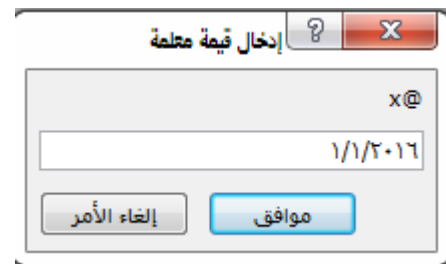 إدخال قيمة معلمة
x@
١/١/٢٠١٦
موافق
إلغاء الأمر